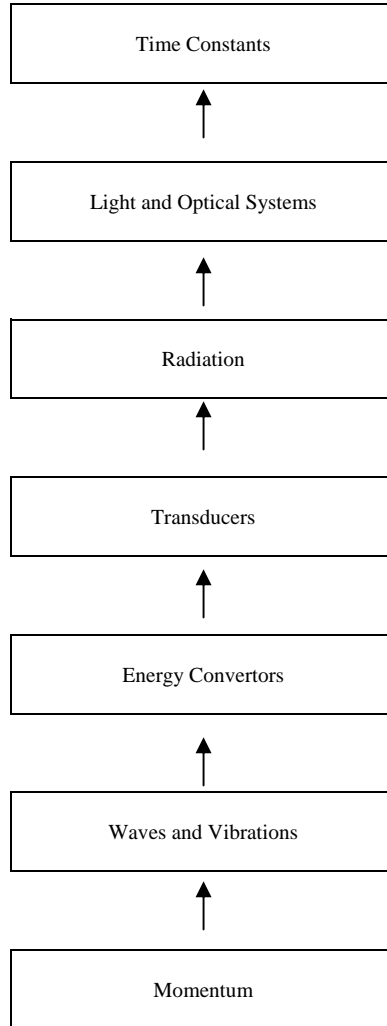 Time Constants
Light and Optical Systems
Radiation
Transducers
Energy Convertors
Waves and Vibrations
Momentum